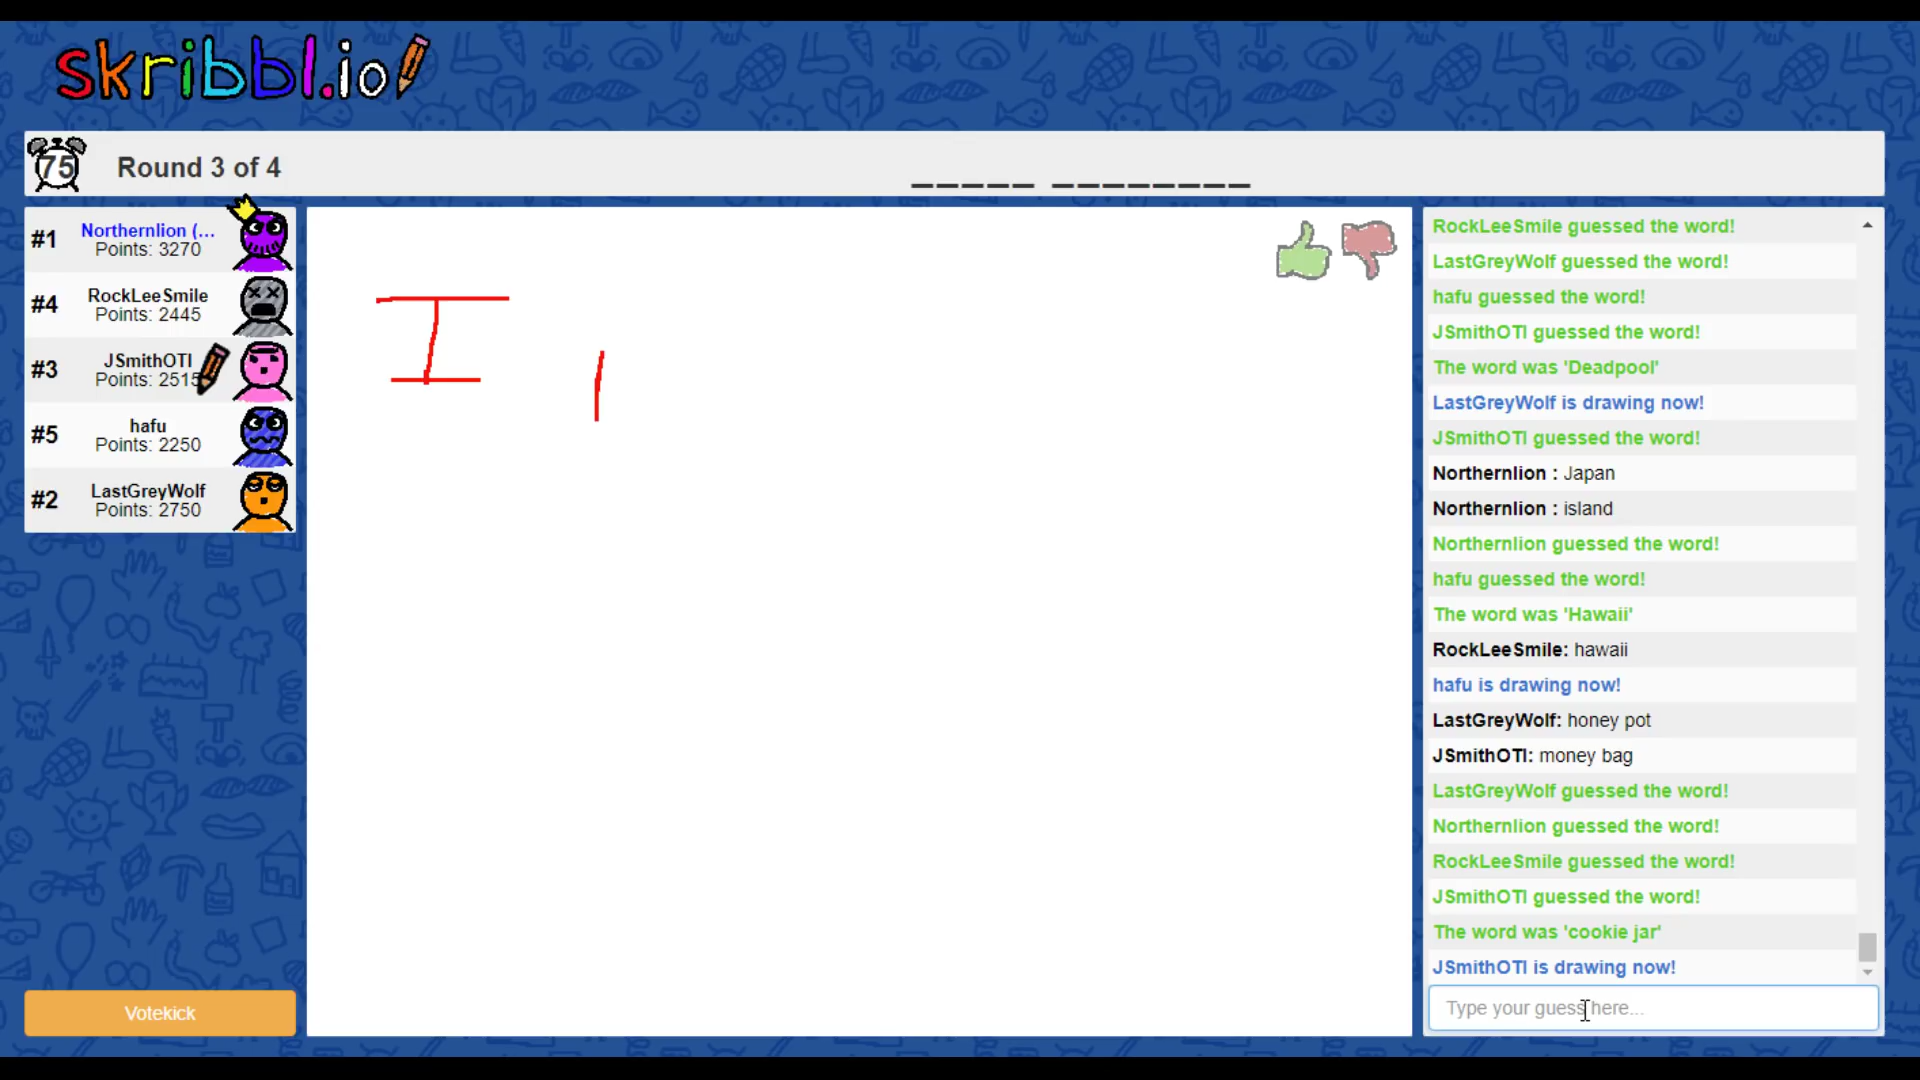 skribbl.io
75
Round 3 of 4
_____ ________
#1
Northernlion (...
Points: 3270
#4
RockLeeSmile
Points: 2445
#3
JSmithOTI
Points: 2515
#5
hafu
Points: 2250
#2
LastGreyWolf
Points: 2750
Votekick
I
RockLeeSmile guessed the word!
LastGreyWolf guessed the word!
hafu guessed the word!
JSmithOTI guessed the word!
The word was 'Deadpool'
LastGreyWolf is drawing now!
JSmithOTI guessed the word!
Northernlion : Japan
Northernlion : island
Northernlion guessed the word!
hafu guessed the word!
The word was 'Hawaii'
RockLeeSmile: hawaii
hafu is drawing now!
LastGreyWolf: honey pot
JSmithOTI: money bag
LastGreyWolf guessed the word!
Northernlion guessed the word!
RockLeeSmile guessed the word!
JSmithOTI guessed the word!
The word was 'cookie jar'
JSmithOTI is drawing now!
Type your guess here...